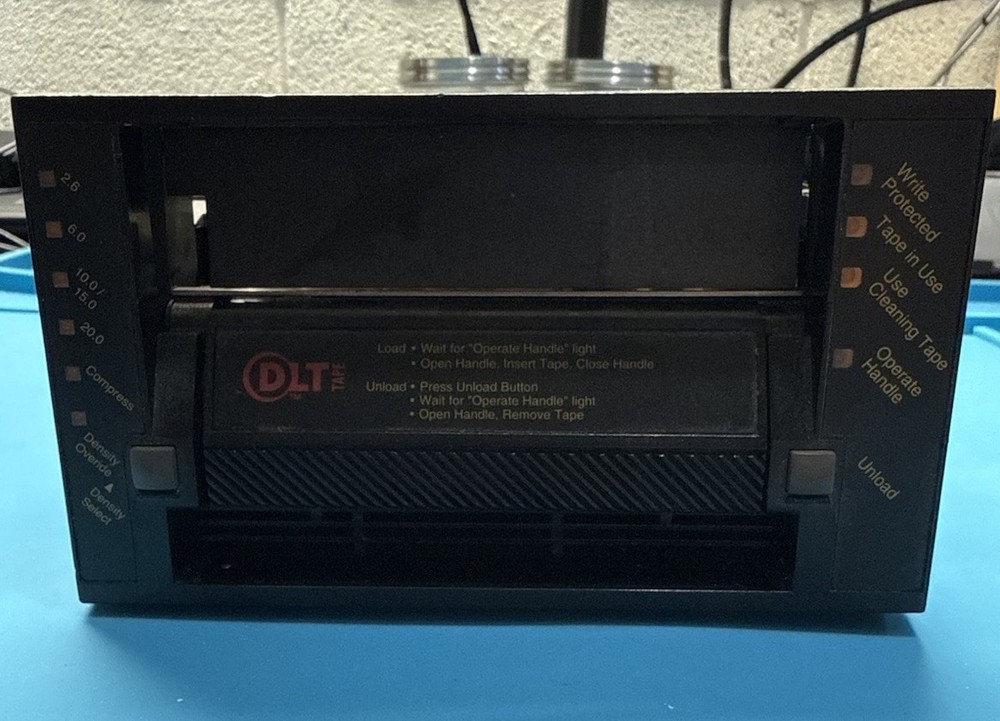 2.6
6.0
10.0/
15.0
20.0
Compress
Density
Override
Density
Select
DLT
TAPE
TM
Load • Wait for "Operate Handle" light
• Open Handle, Insert Tape, Close Handle
Unload • Press Unload Button
• Wait for "Operate Handle" light
• Open Handle, Remove Tape
Write
Protected
Tape in Use
Use
Cleaning Tape
Operate
Handle
Unload